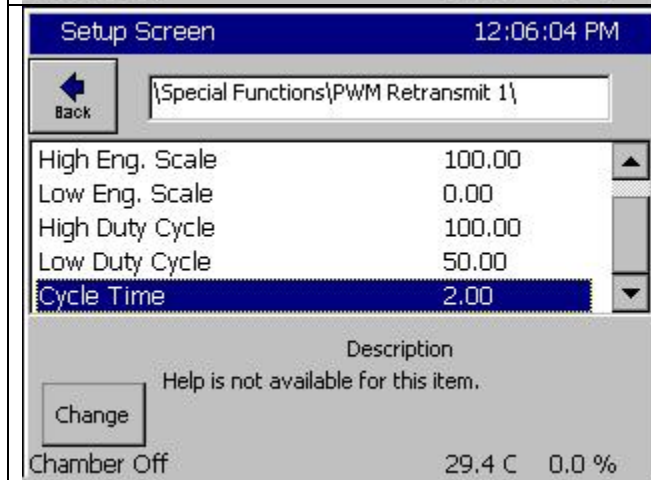 Setup Screen 12:06:04 PM
Back
\Special Functions\PWM Retransmit 1\
High Eng. Scale 100.00
Low Eng. Scale 0.00
High Duty Cycle 100.00
Low Duty Cycle 50.00
Cycle Time 2.00
Description
Help is not available for this item.
Change
Chamber Off 29.4 C 0.0 %